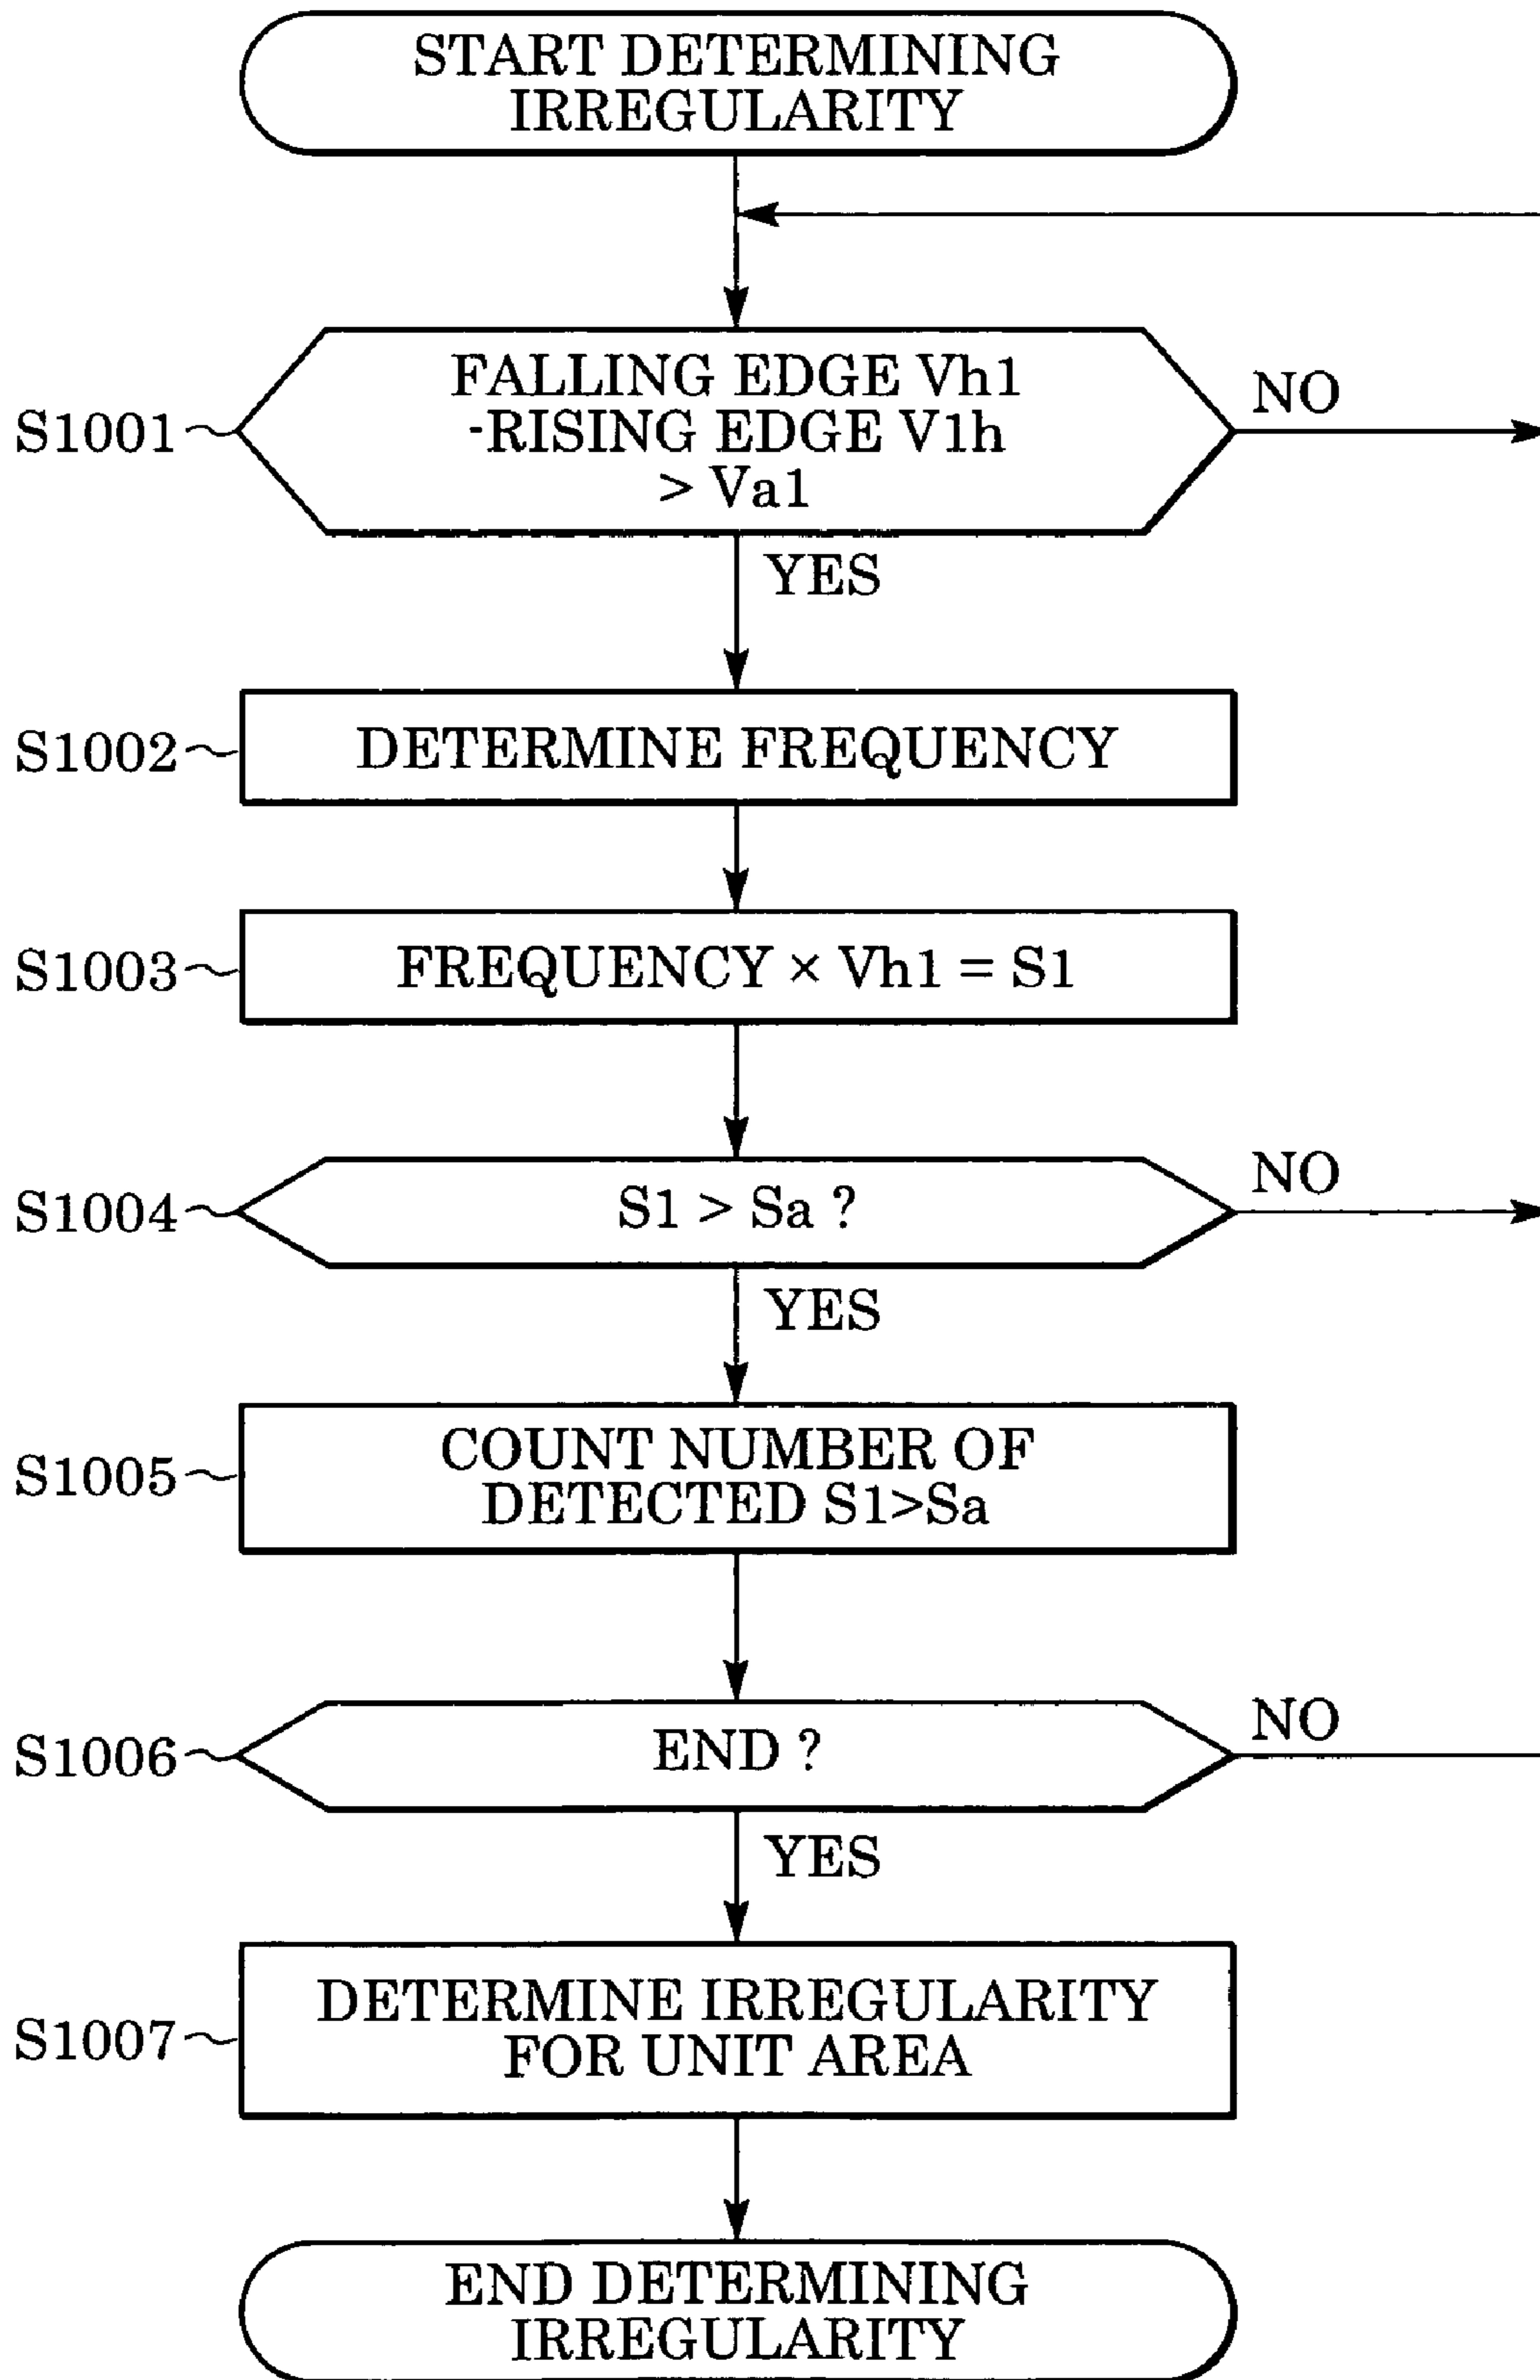 START DETERMINING
IRREGULARITY
FALLING EDGE Vh1
-RISING EDGE V1h
> Va1
S1001
NO
YES
S1002
DETERMINE FREQUENCY
S1003
FREQUENCY × Vh1 = S1
S1004
S1 > Sa ?
NO
YES
S1005
COUNT NUMBER OF
DETECTED S1>Sa
S1006
END ?
NO
YES
S1007
DETERMINE IRREGULARITY
FOR UNIT AREA
END DETERMINING
IRREGULARITY